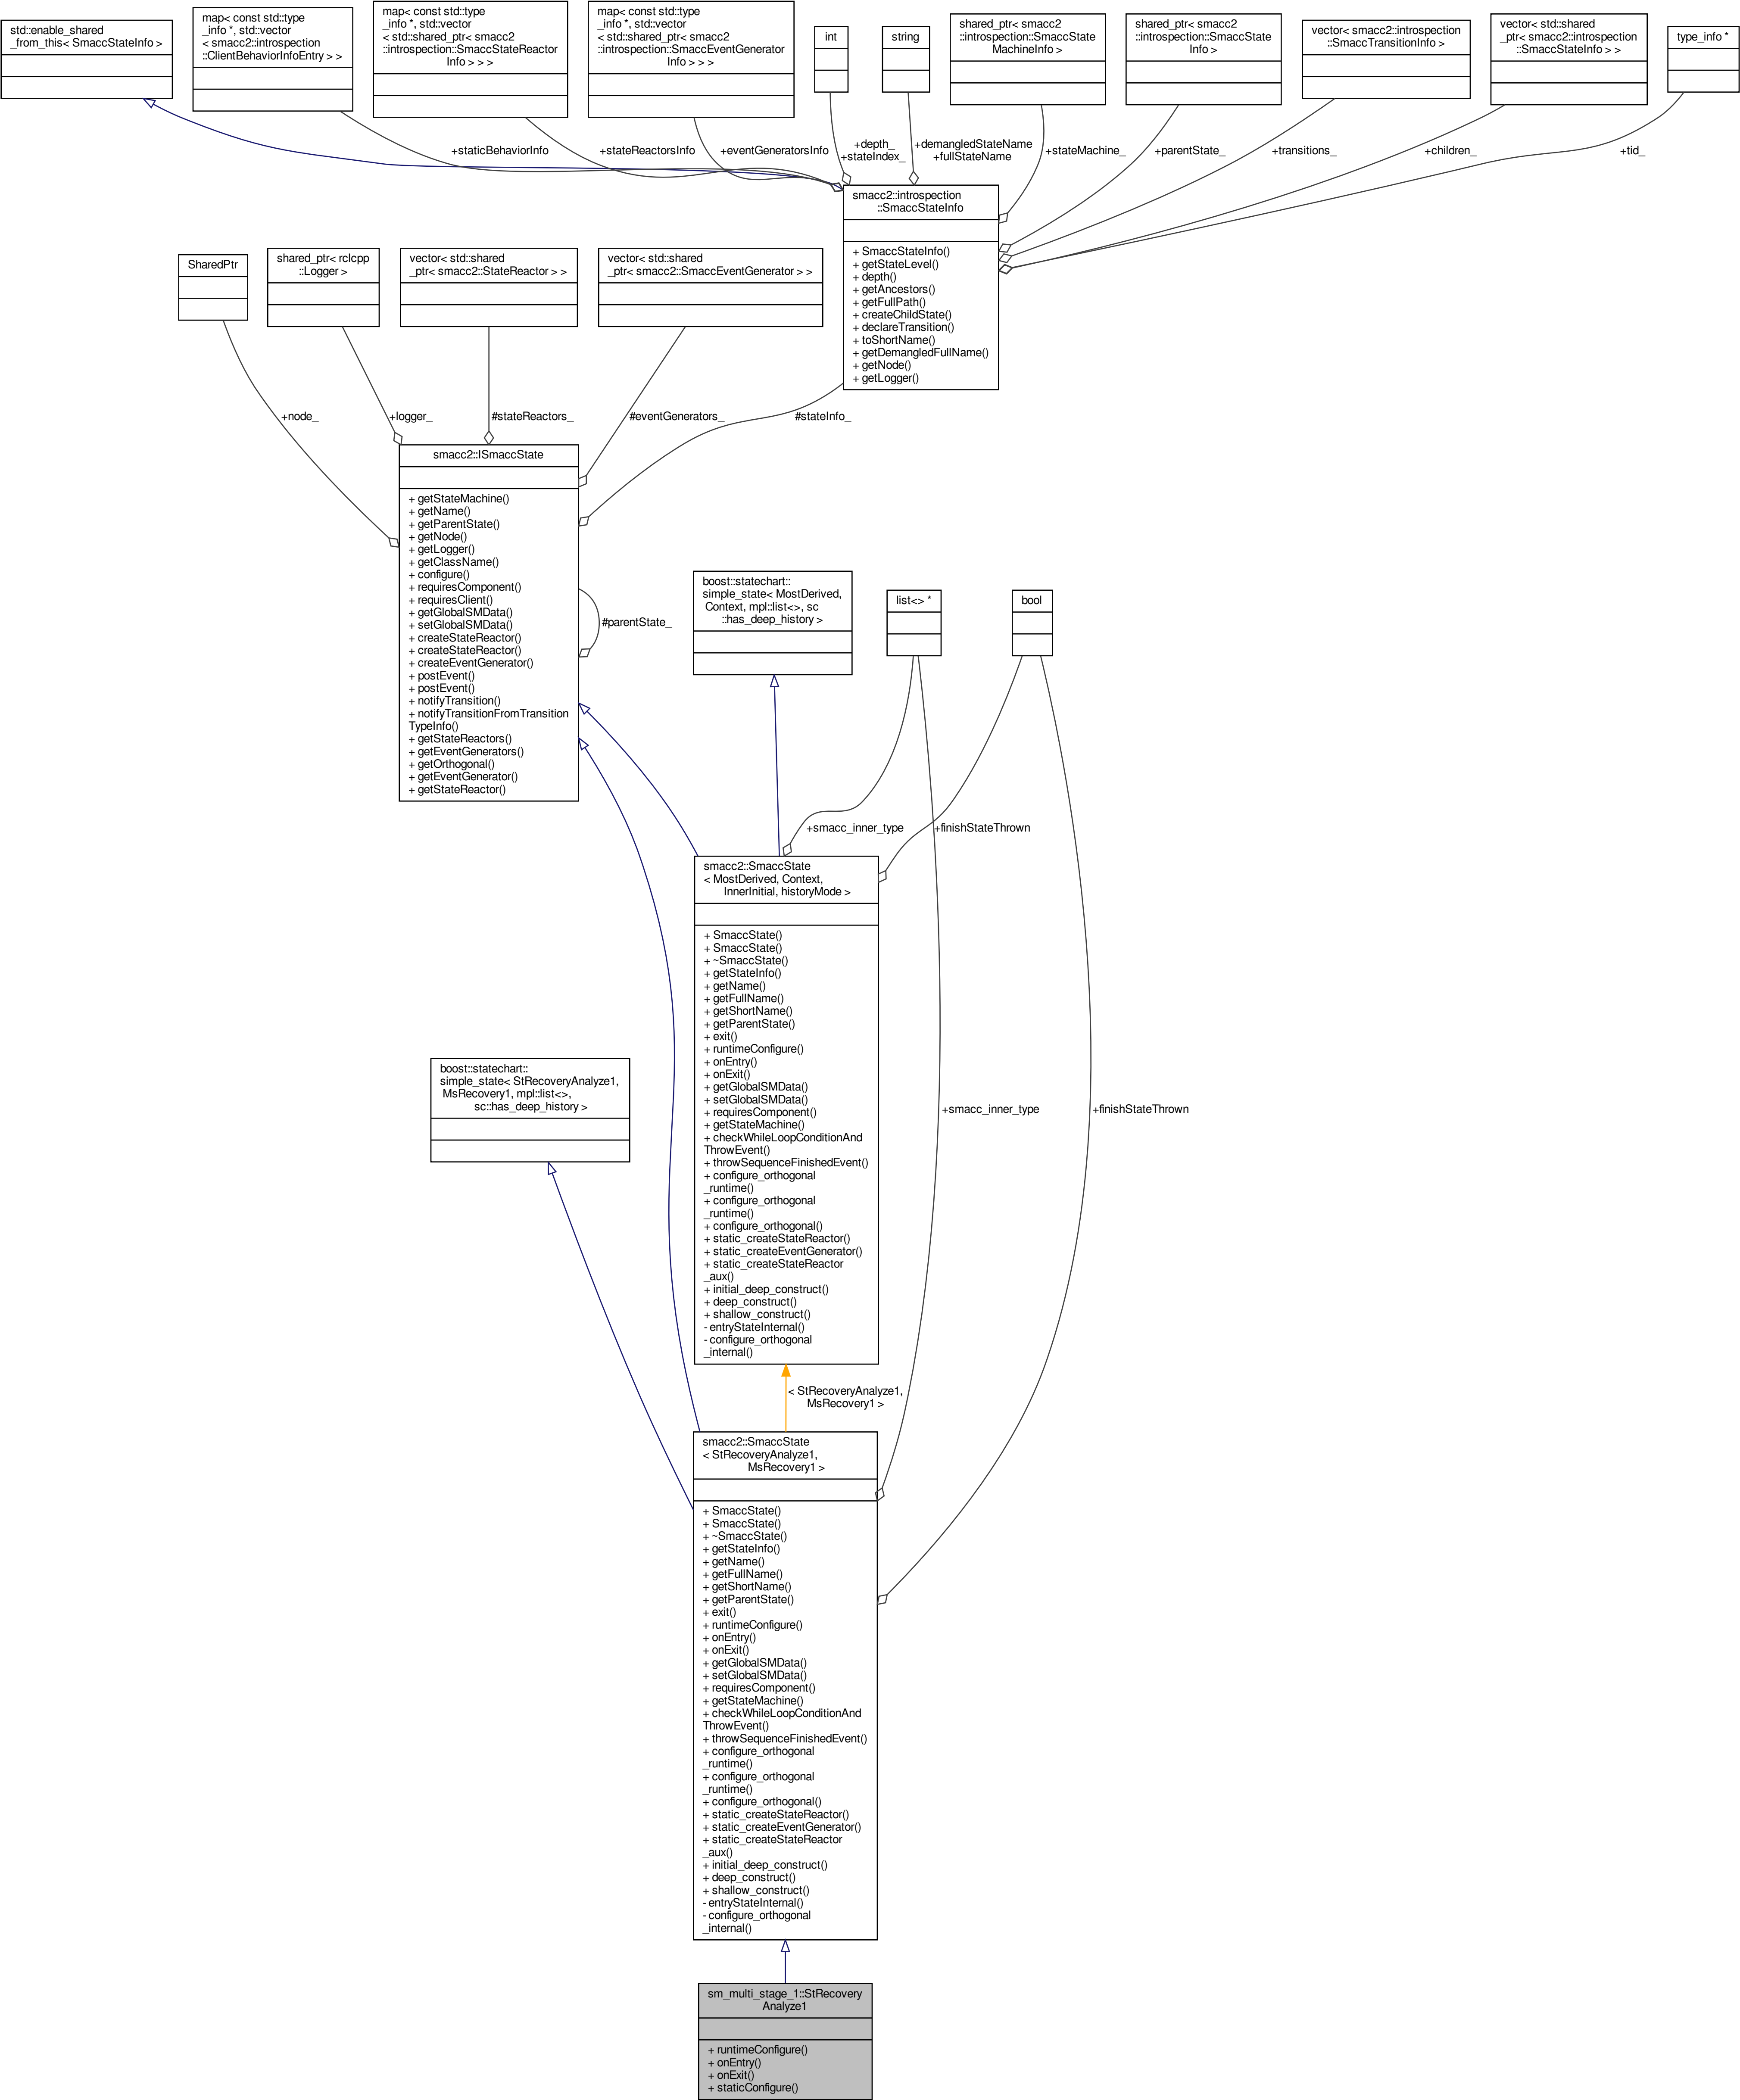 std::enable_shared
_from_this< SmaccStateInfo >
map< const std::type
_info *, std::vector
< smacc2::introspection
::ClientBehaviorInfoEntry > >
map< const std::type
_info *, std::vector
< std::shared_ptr< smacc2
::introspection::SmaccStateReactor
Info > > >
map< const std::type
_info *, std::vector
< std::shared_ptr< smacc2
::introspection::SmaccEventGenerator
Info > > >
int
string
shared_ptr< smacc2
::introspection::SmaccState
MachineInfo >
shared_ptr< smacc2
::introspection::SmaccState
Info >
vector< smacc2::introspection
::SmaccTransitionInfo >
vector< std::shared
_ptr< smacc2::introspection
::SmaccStateInfo > >
type_info *
+staticBehaviorInfo
+stateReactorsInfo
+eventGeneratorsInfo
+depth_
+stateIndex_
+demangledStateName
+fullStateName
+stateMachine_
+parentState_
+transitions_
+children_
+tid_
smacc2::introspection
::SmaccStateInfo
+ SmaccStateInfo()
+ getStateLevel()
+ depth()
+ getAncestors()
+ getFullPath()
+ createChildState()
+ declareTransition()
+ toShortName()
+ getDemangledFullName()
+ getNode()
+ getLogger()
SharedPtr
shared_ptr< rclcpp
::Logger >
vector< std::shared
_ptr< smacc2::StateReactor > >
vector< std::shared
_ptr< smacc2::SmaccEventGenerator > >
+node_
+logger_
#stateReactors_
#eventGenerators_
#stateInfo_
smacc2::ISmaccState
+ getStateMachine()
+ getName()
+ getParentState()
+ getNode()
+ getLogger()
+ getClassName()
+ configure()
+ requiresComponent()
+ requiresClient()
+ getGlobalSMData()
+ setGlobalSMData()
+ createStateReactor()
+ createStateReactor()
+ createEventGenerator()
+ postEvent()
+ postEvent()
+ notifyTransition()
+ notifyTransitionFromTransition
TypeInfo()
+ getStateReactors()
+ getEventGenerators()
+ getOrthogonal()
+ getEventGenerator()
+ getStateReactor()
#parentState_
boost::statechart::
simple_state< MostDerived,
Context, mpl::list<>, sc
::has_deep_history >
list<> *
bool
+smacc_inner_type
+finishStateThrown
smacc2::SmaccState
< MostDerived, Context,
InnerInitial, historyMode >
+ SmaccState()
+ SmaccState()
+ ~SmaccState()
+ getStateInfo()
+ getName()
+ getFullName()
+ getShortName()
+ getParentState()
+ exit()
+ runtimeConfigure()
+ onEntry()
+ onExit()
+ getGlobalSMData()
+ setGlobalSMData()
+ requiresComponent()
+ getStateMachine()
+ checkWhileLoopConditionAnd
ThrowEvent()
+ throwSequenceFinishedEvent()
+ configure_orthogonal
_runtime()
+ configure_orthogonal
_runtime()
+ configure_orthogonal()
+ static_createStateReactor()
+ static_createEventGenerator()
+ static_createStateReactor
_aux()
+ initial_deep_construct()
+ deep_construct()
+ shallow_construct()
- entryStateInternal()
- configure_orthogonal
_internal()
boost::statechart::
simple_state< StRecoveryAnalyze1,
MsRecovery1, mpl::list<>,
sc::has_deep_history >
+smacc_inner_type
+finishStateThrown
< StRecoveryAnalyze1,
MsRecovery1 >
smacc2::SmaccState
< StRecoveryAnalyze1,
MsRecovery1 >
+ SmaccState()
+ SmaccState()
+ ~SmaccState()
+ getStateInfo()
+ getName()
+ getFullName()
+ getShortName()
+ getParentState()
+ exit()
+ runtimeConfigure()
+ onEntry()
+ onExit()
+ getGlobalSMData()
+ setGlobalSMData()
+ requiresComponent()
+ getStateMachine()
+ checkWhileLoopConditionAnd
ThrowEvent()
+ throwSequenceFinishedEvent()
+ configure_orthogonal
_runtime()
+ configure_orthogonal
_runtime()
+ configure_orthogonal()
+ static_createStateReactor()
+ static_createEventGenerator()
+ static_createStateReactor
_aux()
+ initial_deep_construct()
+ deep_construct()
+ shallow_construct()
- entryStateInternal()
- configure_orthogonal
_internal()
sm_multi_stage_1::StRecovery
Analyze1
+ runtimeConfigure()
+ onEntry()
+ onExit()
+ staticConfigure()